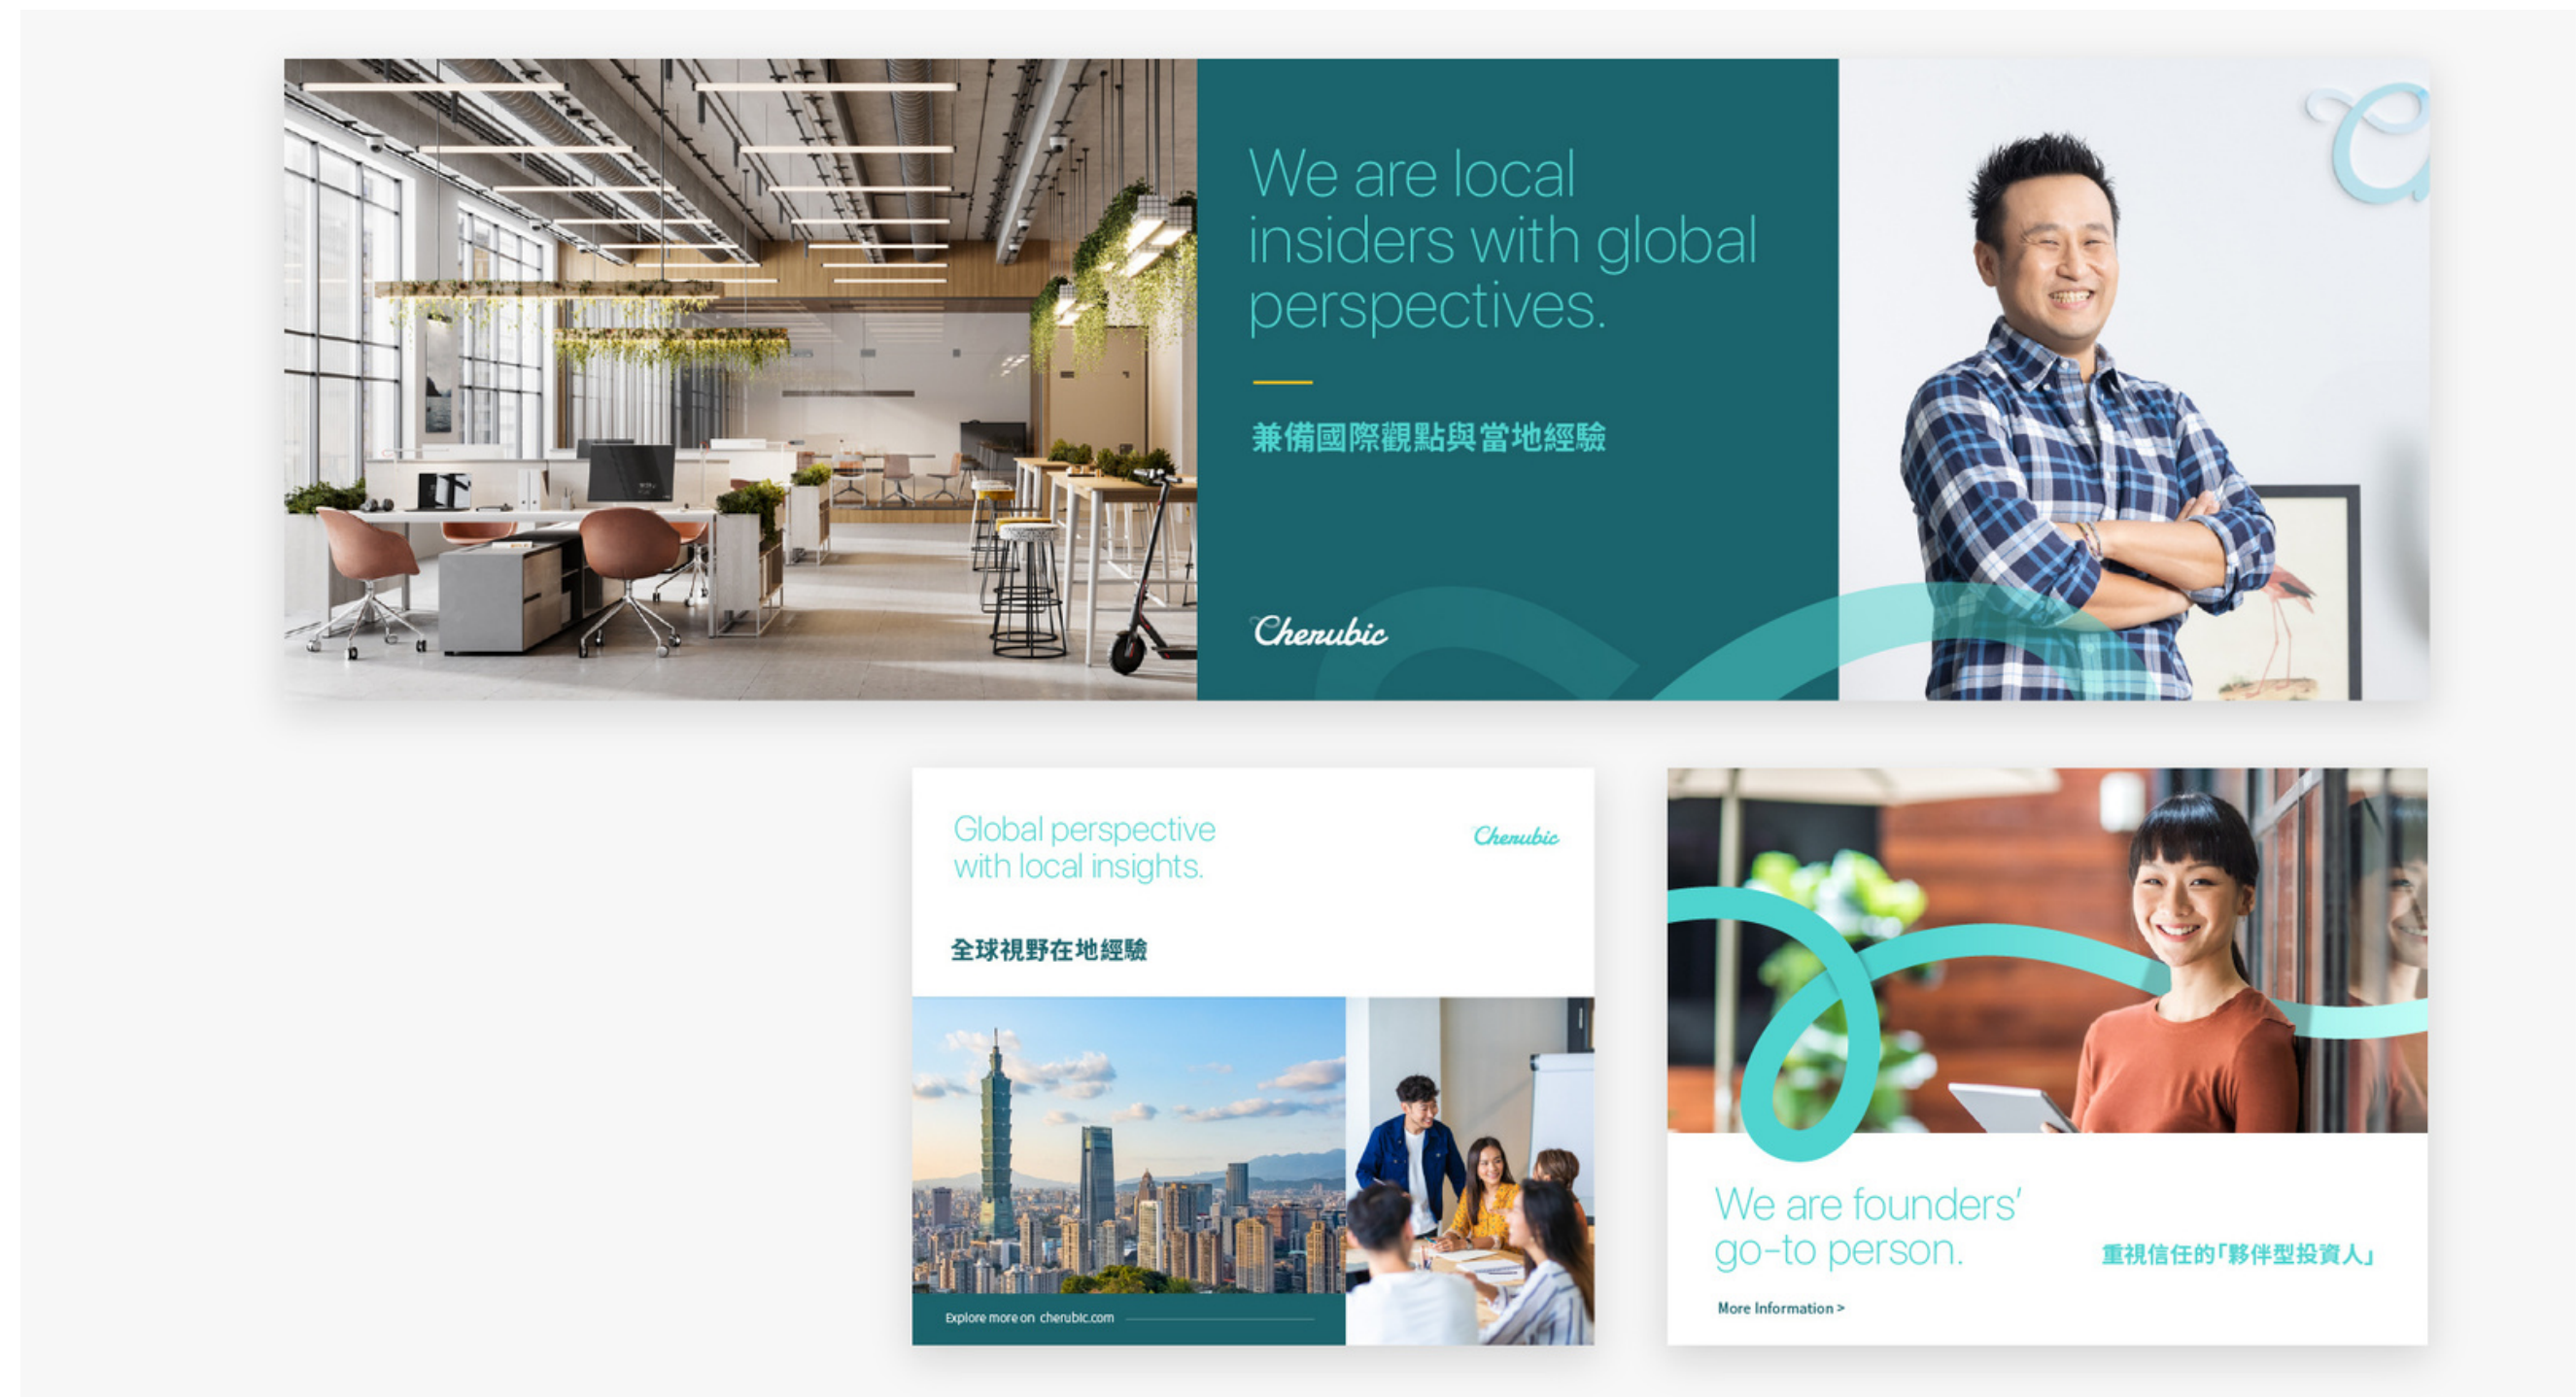 We are local
insiders with global
perspectives.
兼備國際觀點與當地經驗
Cherubic
Global perspective
with local insights.
Cherubic
全球視野在地經驗
Explore more on cherubic.com
We are founders’
go-to person.
重視信任的「夥伴型投資人」
More Information >